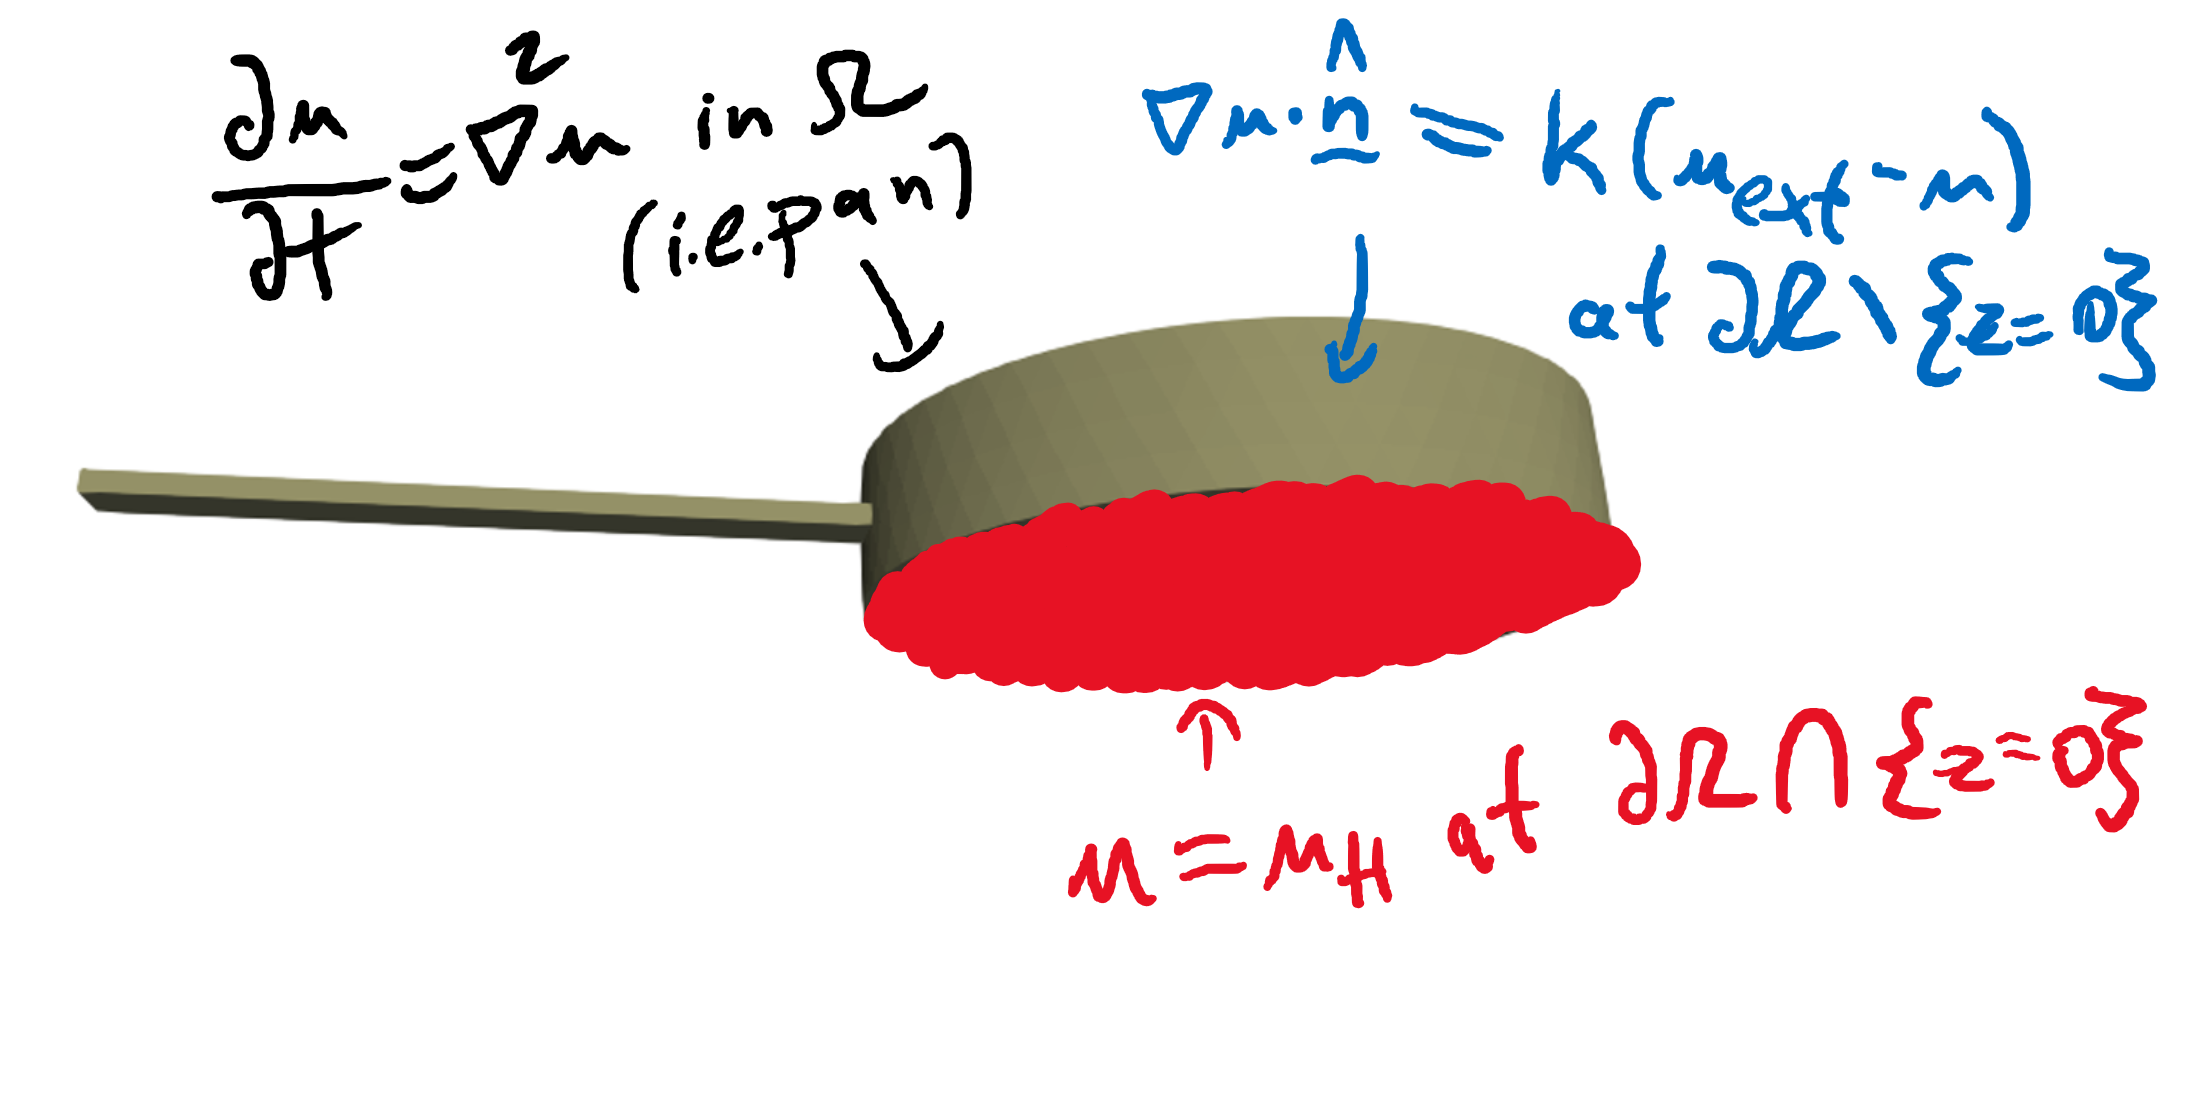 ∂u/∂t = ∇²u in Ω
(i.e. pan)
∇u · n̂ = k(u_ext - u)
at ∂Ω \ {z=0}
u = u_H at ∂Ω ∩ {z=0}